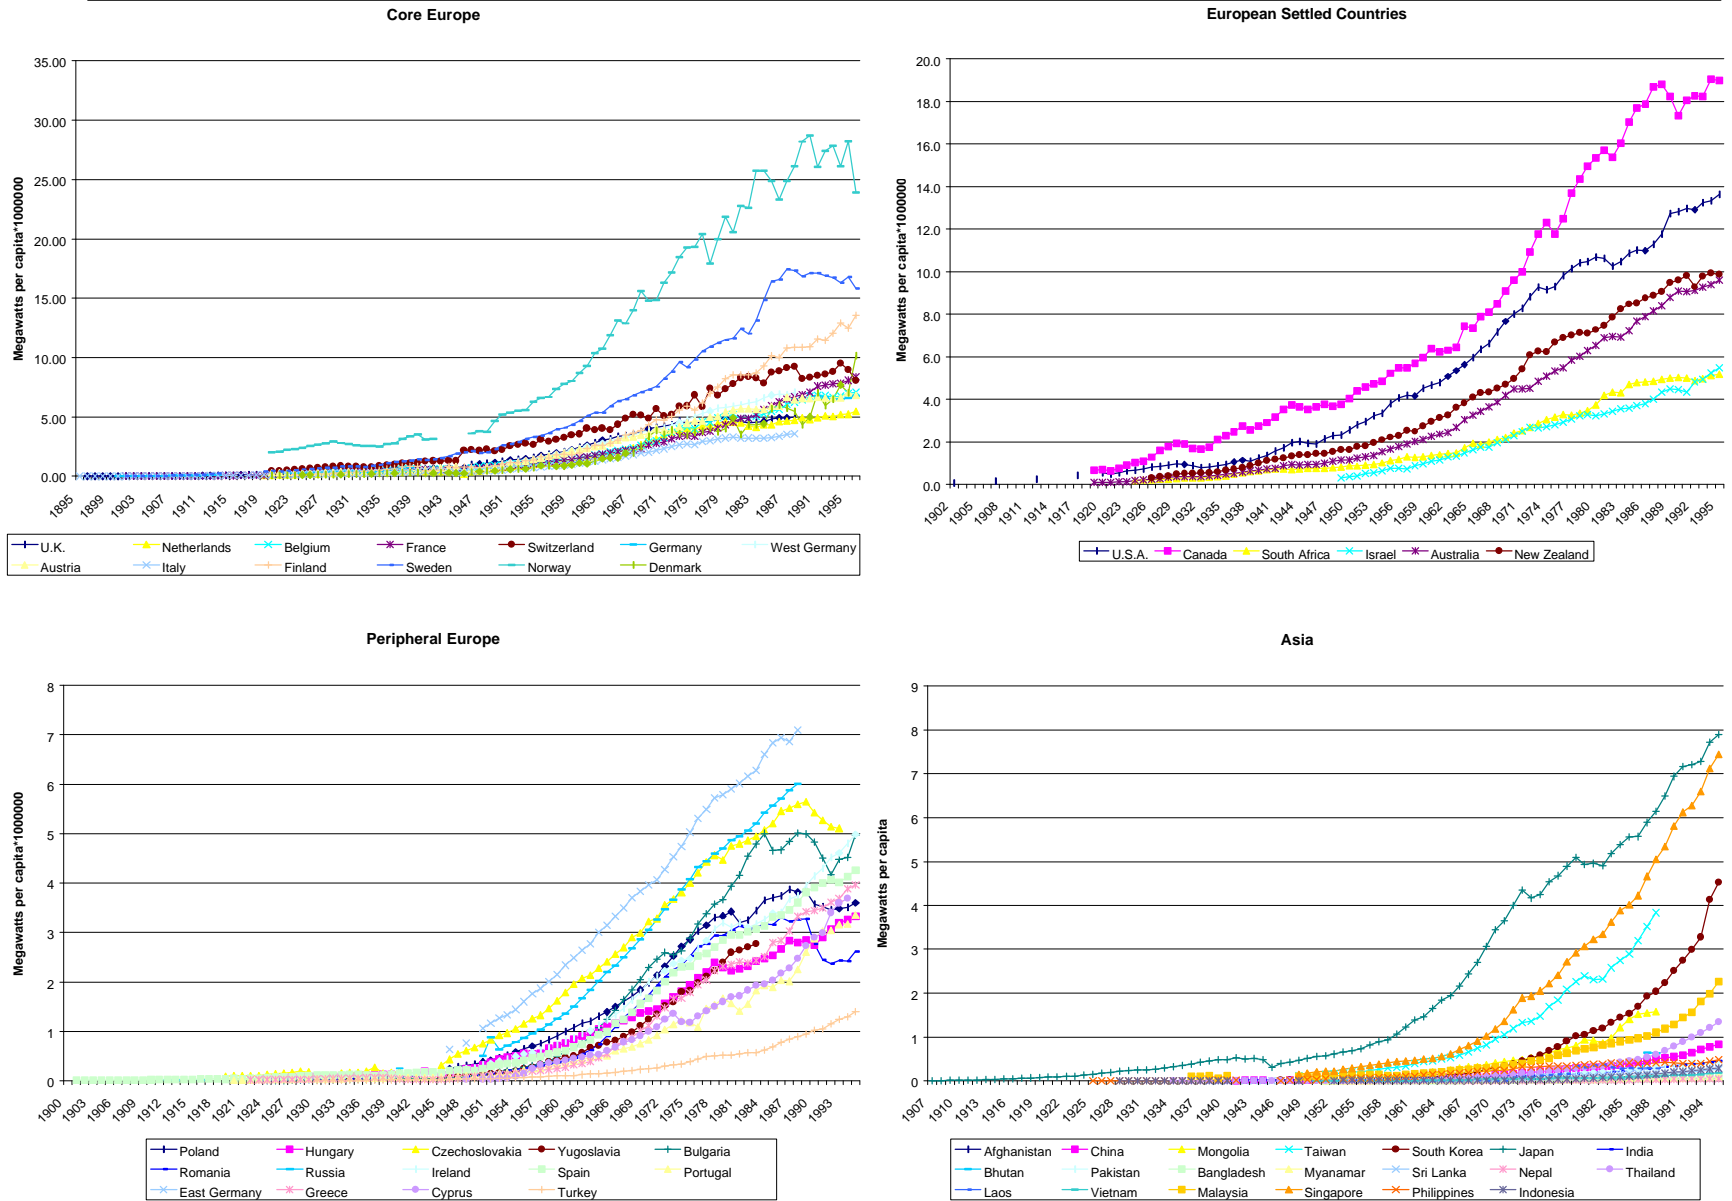 Core Europe
European Settled Countries
Megawatts per capita*1000000
35.00
30.00
25.00
20.00
15.00
10.00
5.00
0.00
1895 1899 1903 1907 1911 1915 1919 1923 1927 1931 1935 1939 1943 1947 1951 1955 1959 1963 1967 1971 1975 1979 1983 1987 1991 1995
U.K. Netherlands Belgium France Switzerland Germany West Germany
Austria Italy Finland Sweden Norway Denmark
Megawatts per capita*1000000
20.0
18.0
16.0
14.0
12.0
10.0
8.0
6.0
4.0
2.0
0.0
1902 1905 1908 1911 1914 1917 1920 1923 1926 1929 1932 1935 1938 1941 1944 1947 1950 1953 1956 1959 1962 1965 1968 1971 1974 1977 1980 1983 1986 1989 1992 1995
U.S.A. Canada South Africa Israel Australia New Zealand
Peripheral Europe
Asia
Megawatts per capita*1000000
8
7
6
5
4
3
2
1
0
1900 1903 1906 1909 1912 1915 1918 1921 1924 1927 1930 1933 1936 1939 1942 1945 1948 1951 1954 1957 1960 1963 1966 1969 1972 1975 1978 1981 1984 1987 1990 1993
Poland Hungary Czechoslovakia Yugoslavia Bulgaria
Romania Russia Ireland Spain Portugal
East Germany Greece Cyprus Turkey
Megawatts per capita
9
8
7
6
5
4
3
2
1
0
1907 1910 1913 1916 1919 1922 1925 1928 1931 1934 1937 1940 1943 1946 1949 1952 1955 1958 1961 1964 1967 1970 1973 1976 1979 1982 1985 1988 1991 1994
Afghanistan China Mongolia Taiwan South Korea Japan India
Bhutan Pakistan Bangladesh Myanamar Sri Lanka Nepal Thailand
Laos Vietnam Malaysia Singapore Philippines Indonesia